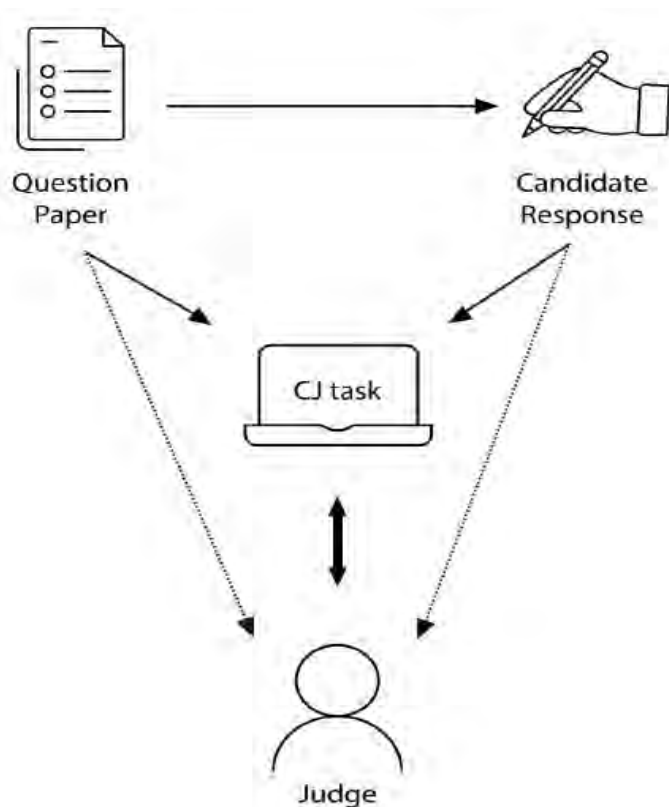 Question
Paper
Candidate
Response
CJ task
Judge